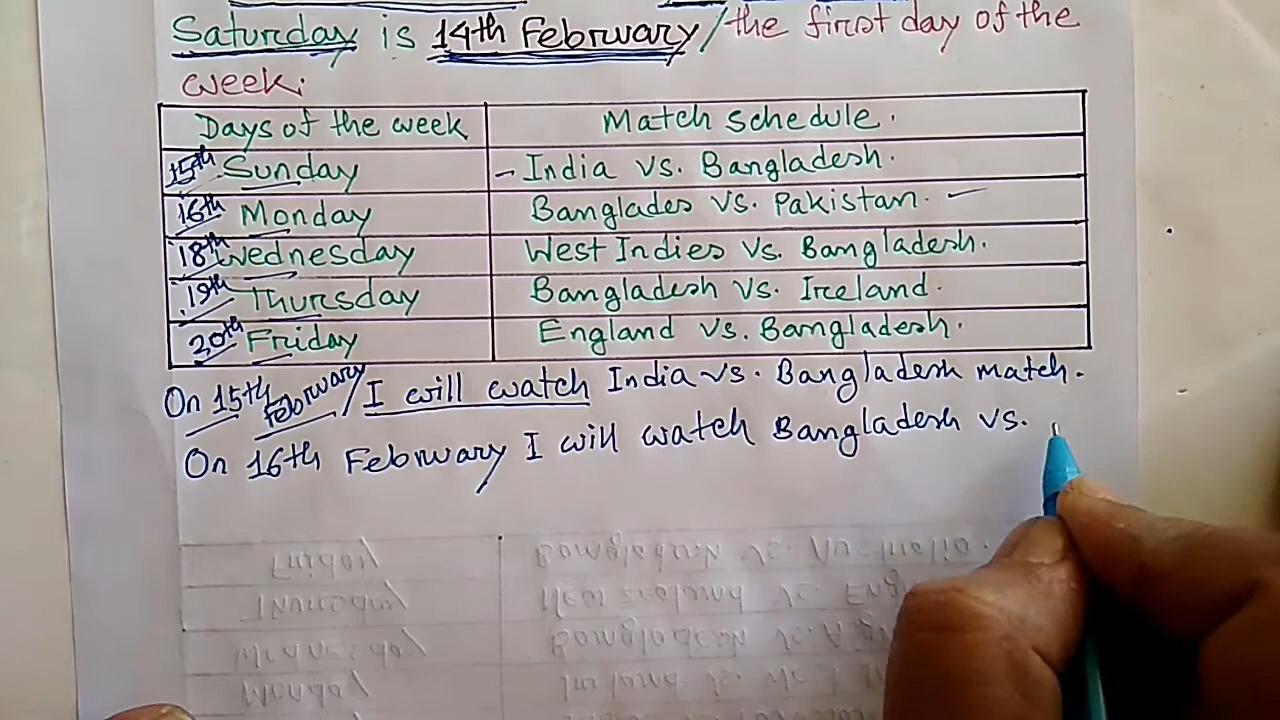 Saturday is 14th February/the first day of the
week.
Days of the week Match schedule.
15th Sunday - India vs. Bangladesh.
16th Monday Banglades vs. Pakistan.
18th Wednesday West Indies vs. Bangladesh.
19th Thursday Bangladesh vs. Ireland.
20th Friday England vs. Bangladesh.
On 15th February/I will watch India vs. Bangladesh match.
On 16th February I will watch Bangladesh vs.